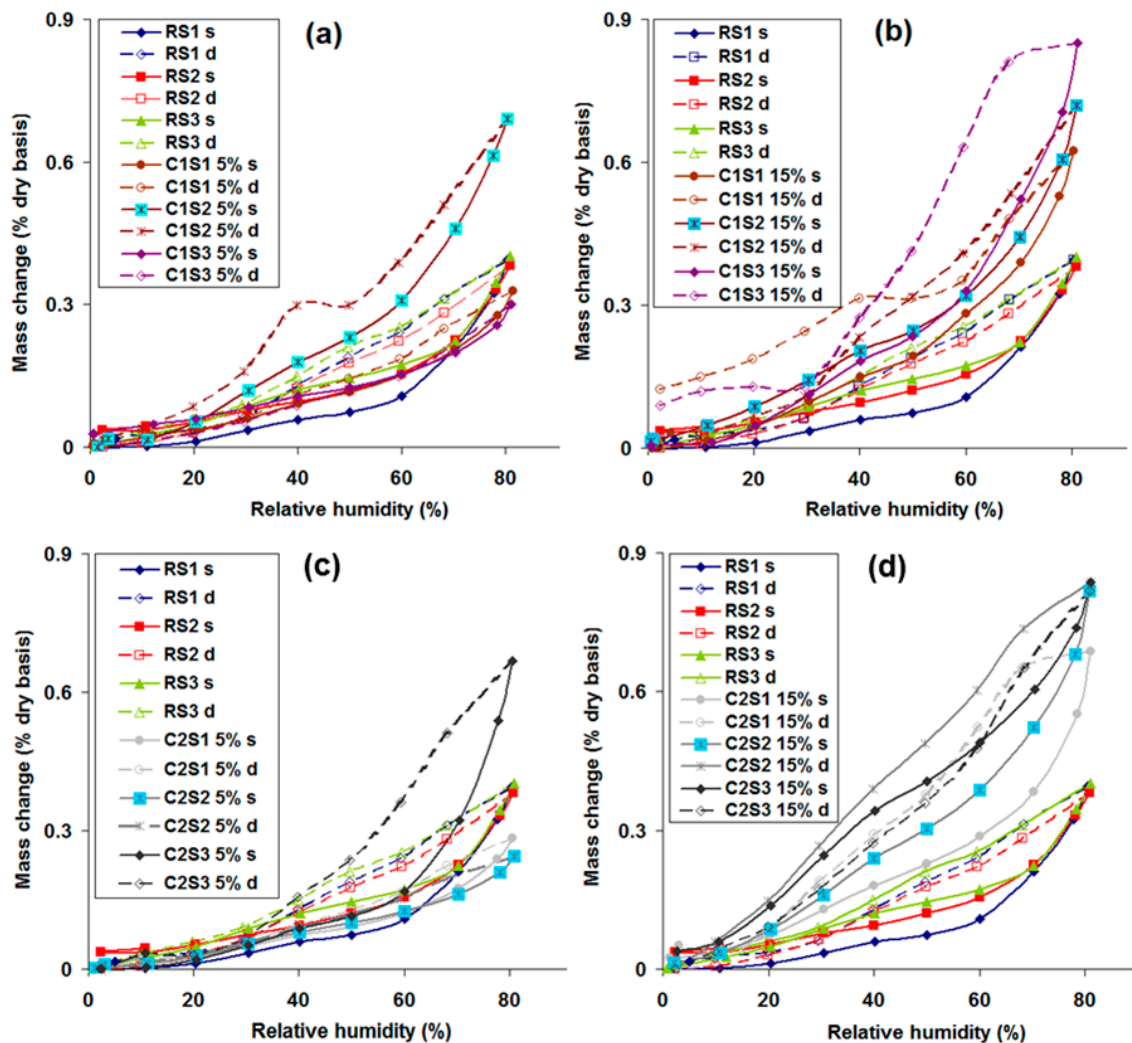 (a)
RS1 s
RS1 d
RS2 s
RS2 d
RS3 s
RS3 d
C1S1 5% s
C1S1 5% d
C1S2 5% s
C1S2 5% d
C1S3 5% s
C1S3 5% d
Mass change (% dry basis)
0.9
0.6
0.3
0
0 20 40 60 80
Relative humidity (%)
(b)
RS1 s
RS1 d
RS2 s
RS2 d
RS3 s
RS3 d
C1S1 15% s
C1S1 15% d
C1S2 15% s
C1S2 15% d
C1S3 15% s
C1S3 15% d
Mass change (% dry basis)
0.9
0.6
0.3
0
0 20 40 60 80
Relative humidity (%)
(c)
RS1 s
RS1 d
RS2 s
RS2 d
RS3 s
RS3 d
C2S1 5% s
C2S1 5% d
C2S2 5% s
C2S2 5% d
C2S3 5% s
C2S3 5% d
Mass change (% dry basis)
0.9
0.6
0.3
0
0 20 40 60 80
Relative humidity (%)
(d)
RS1 s
RS1 d
RS2 s
RS2 d
RS3 s
RS3 d
C2S1 15% s
C2S1 15% d
C2S2 15% s
C2S2 15% d
C2S3 15% s
C2S3 15% d
Mass change (% dry basis)
0.9
0.6
0.3
0
0 20 40 60 80
Relative humidity (%)